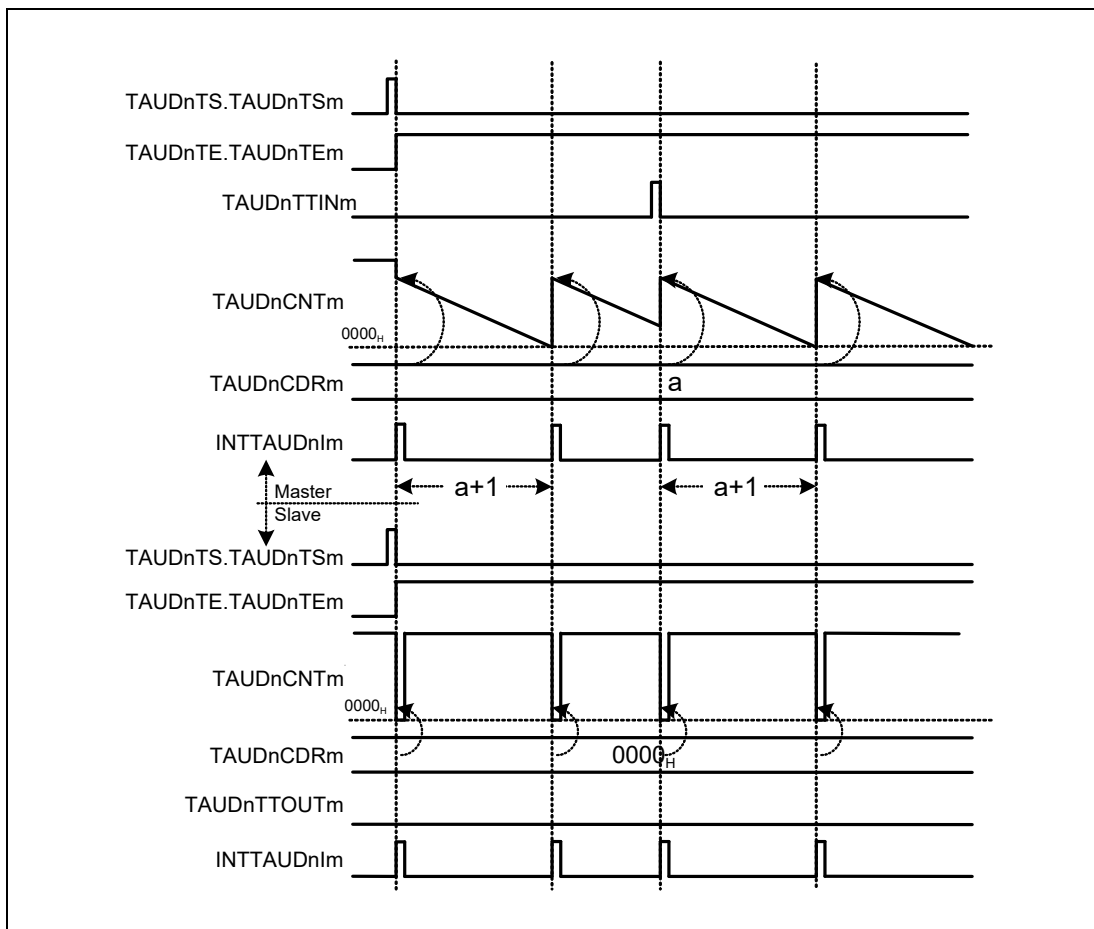 TAUDnTS.TAUDnTSm
TAUDnTE.TAUDnTEm
TAUDnTTINm
TAUDnCNTm
0000H
TAUDnCDRm
a
INTTAUDnIm
a+1
a+1
Master
Slave
TAUDnTS.TAUDnTSm
TAUDnTE.TAUDnTEm
TAUDnCNTm
0000H
TAUDnCDRm
0000H
TAUDnTTOUTm
INTTAUDnIm